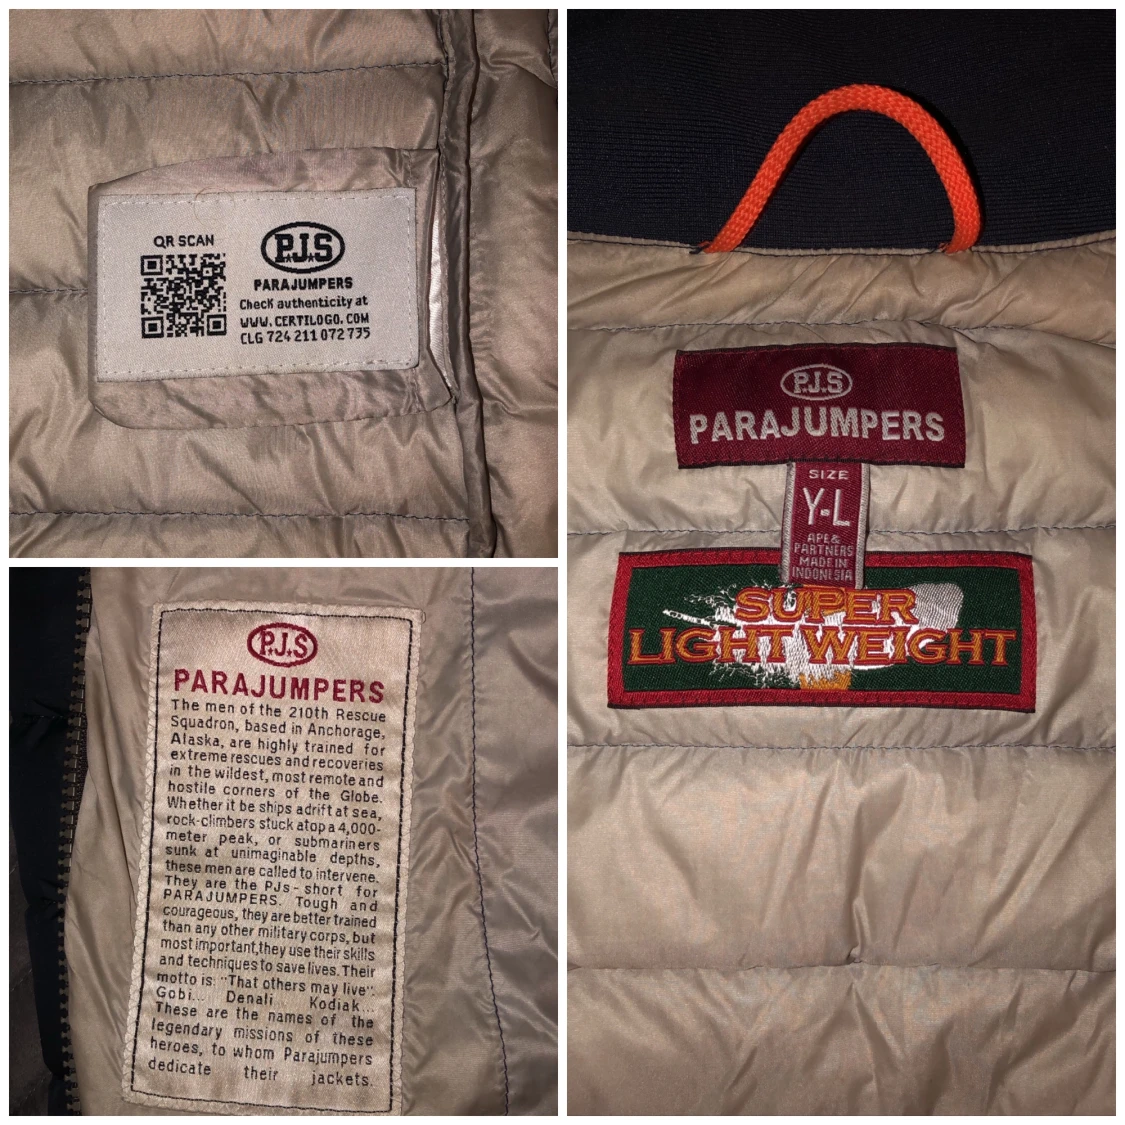 QR SCAN
P.J.S
PARAJUMPERS
Check authenticity at
WWW.CERTILOGO.COM
CLG 724 211 072 735
P.J.S
PARAJUMPERS
SIZE
Y-L
APE&
PARTNERS
MADE IN
INDONESIA
SUPER
LIGHT WEIGHT
P.J.S
PARAJUMPERS
The men of the 210th Rescue
Squadron, based in Anchorage,
Alaska, are highly trained for
extreme rescues and recoveries
in the wildest, most remote and
hostile corners of the Globe.
Whether it be ships adrift at sea,
rock-climbers stuck atop a 4,000-
meter peak, or submariners
sunk at unimaginable depths,
these men are called to intervene.
They are the PJs - short for
PARAJUMPERS. Tough and
courageous, they are better trained
than any other military corps, but
most important,they use their skills
and techniques to save lives. Their
motto is: "That others may live".
Gobi... Denali Kodiak...
These are the names of the
legendary missions of these
heroes, to whom Parajumpers
dedicate their jackets.